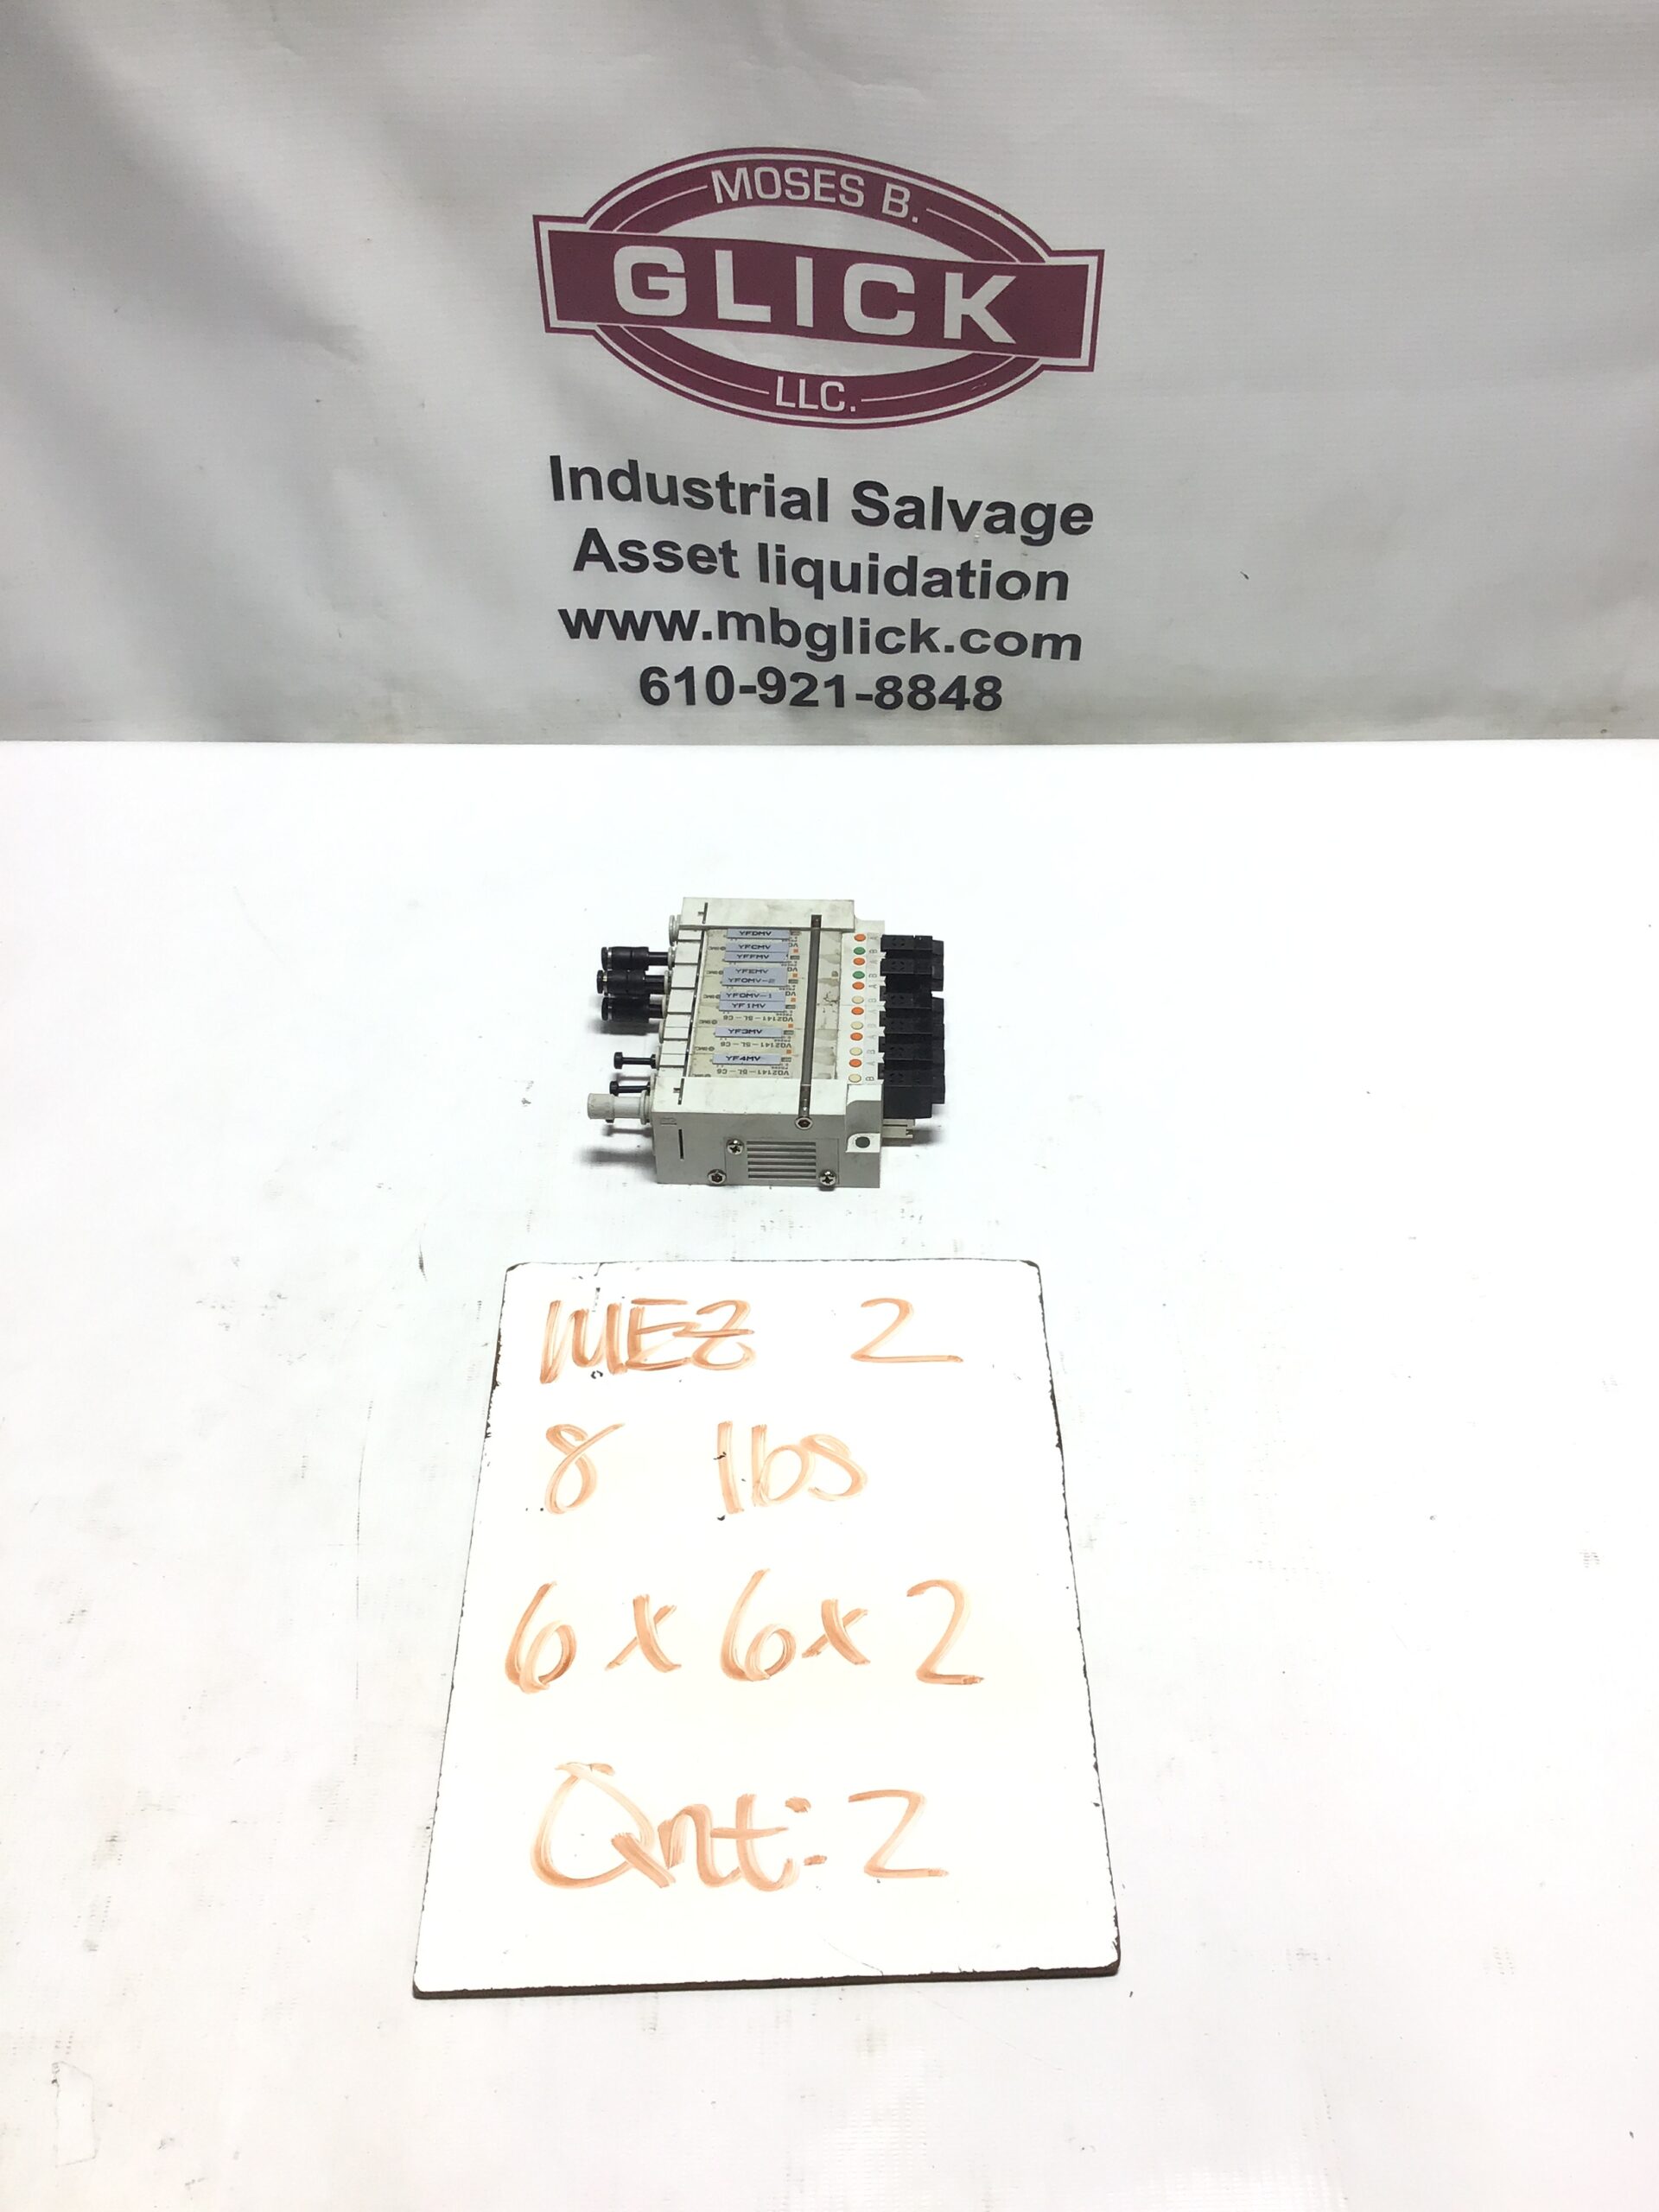 MOSES B.
GLICK
LLC.
Industrial Salvage
Asset liquidation
www.mbglick.com
610-921-8848
YFDMV
YFCMV
YFFMV
YFEMV
YF0MV-2
YF0MV-1
YF1MV
VQ2141-5L-C6
YF3MV
VQ2141-5L-C6
YF4MV
VQ2141-5L-C6
MEZ 2
8 lbs
6 x 6 x 2
Qnt: 2